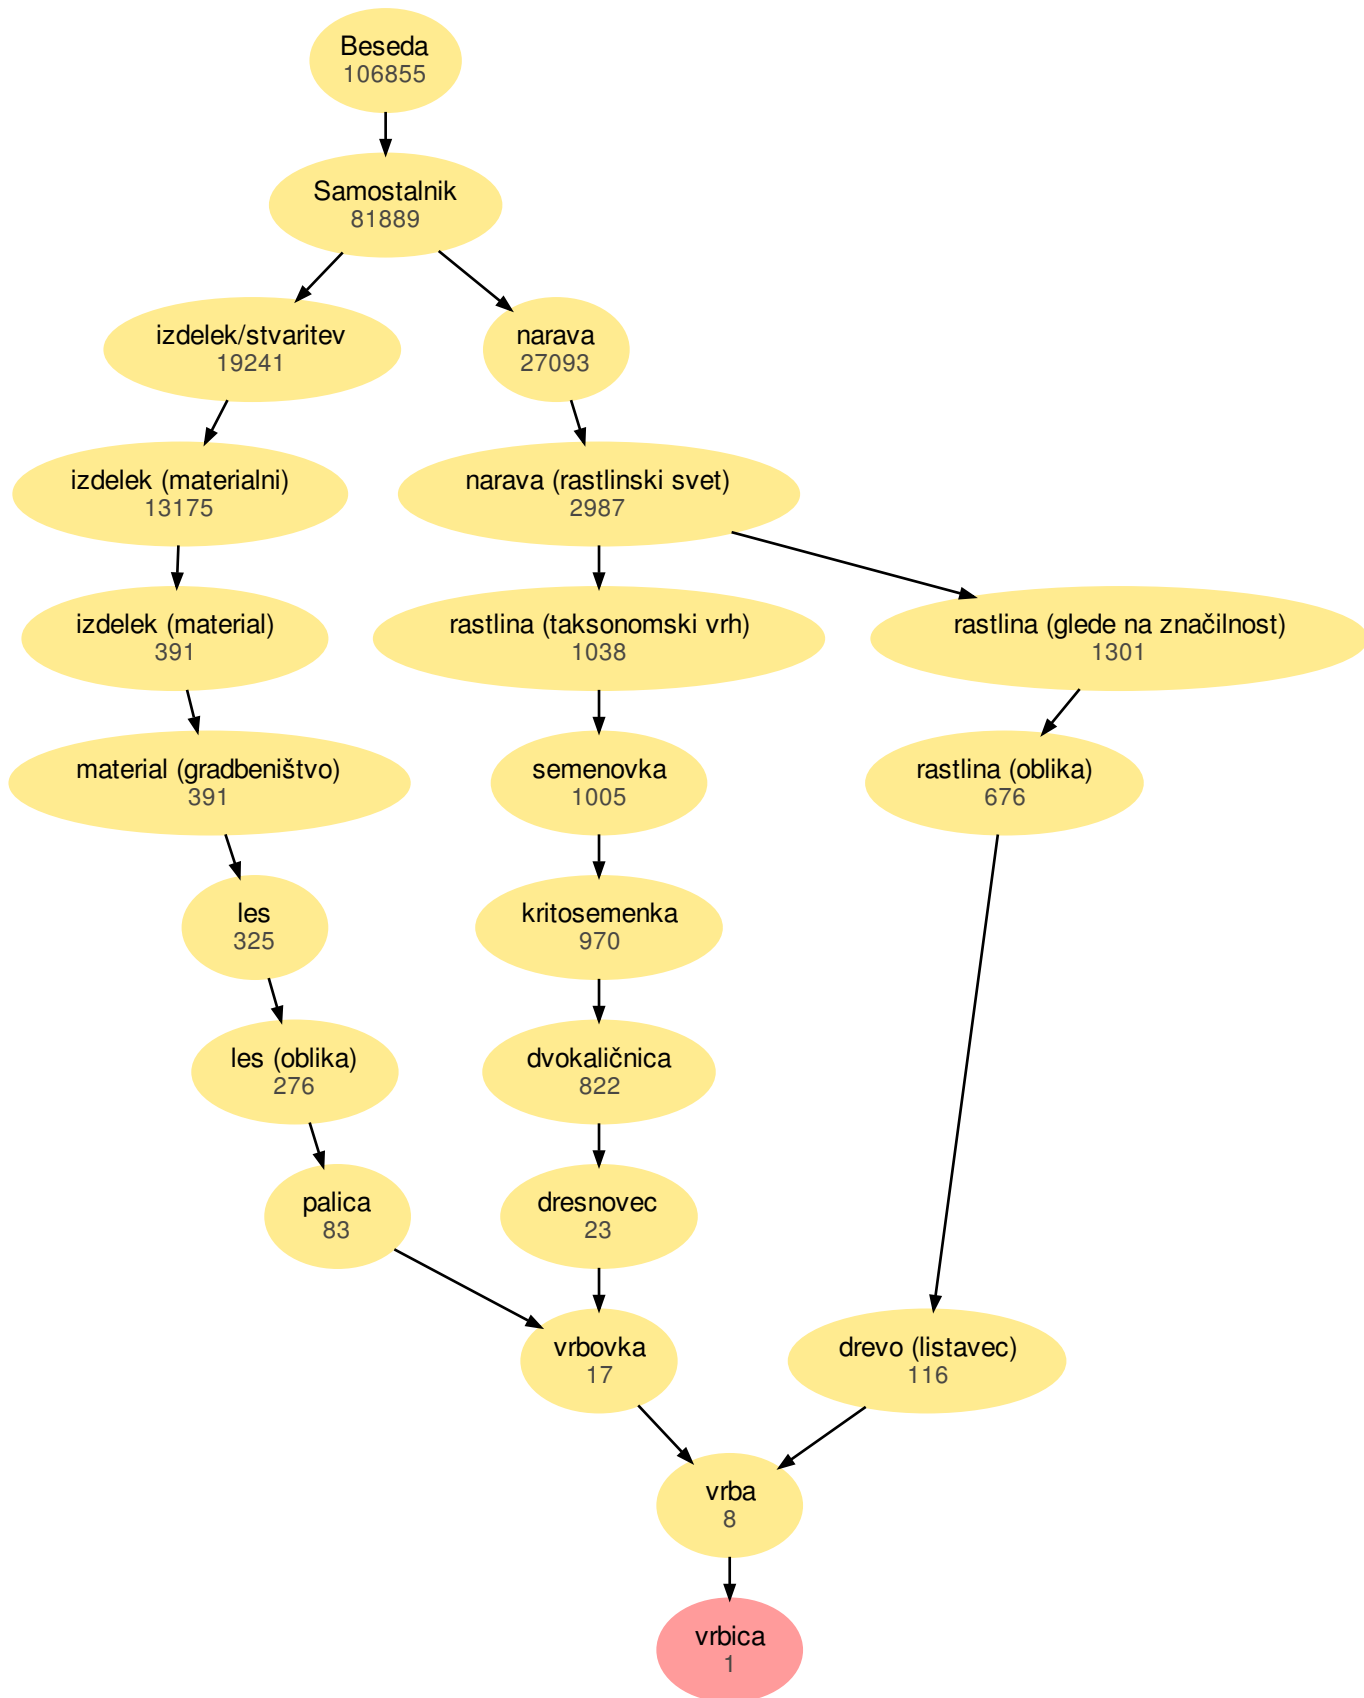 Beseda
106855
Samostalnik
81889
izdelek/stvaritev
19241
narava
27093
izdelek (materialni)
13175
narava (rastlinski svet)
2987
izdelek (material)
391
rastlina (taksonomski vrh)
1038
rastlina (glede na značilnost)
1301
material (gradbeništvo)
391
semenovka
1005
rastlina (oblika)
676
les
325
kritosemenka
970
les (oblika)
276
dvokaličnica
822
palica
83
dresnovec
23
vrbovka
17
drevo (listavec)
116
vrba
8
vrbica
1